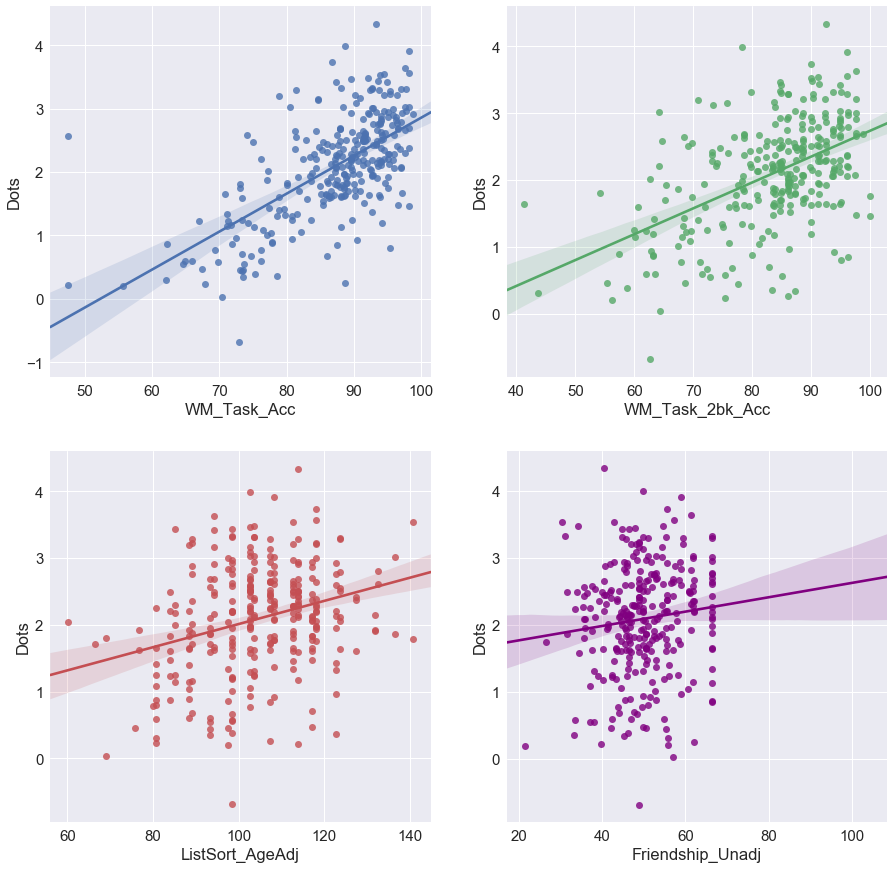 4
3
2
1
0
−1
Dots
50 60 70 80 90 100
WM_Task_Acc
4
3
2
1
0
Dots
40 50 60 70 80 90 100
WM_Task_2bk_Acc
4
3
2
1
0
Dots
60 80 100 120 140
ListSort_AgeAdj
4
3
2
1
0
Dots
20 40 60 80 100
Friendship_Unadj